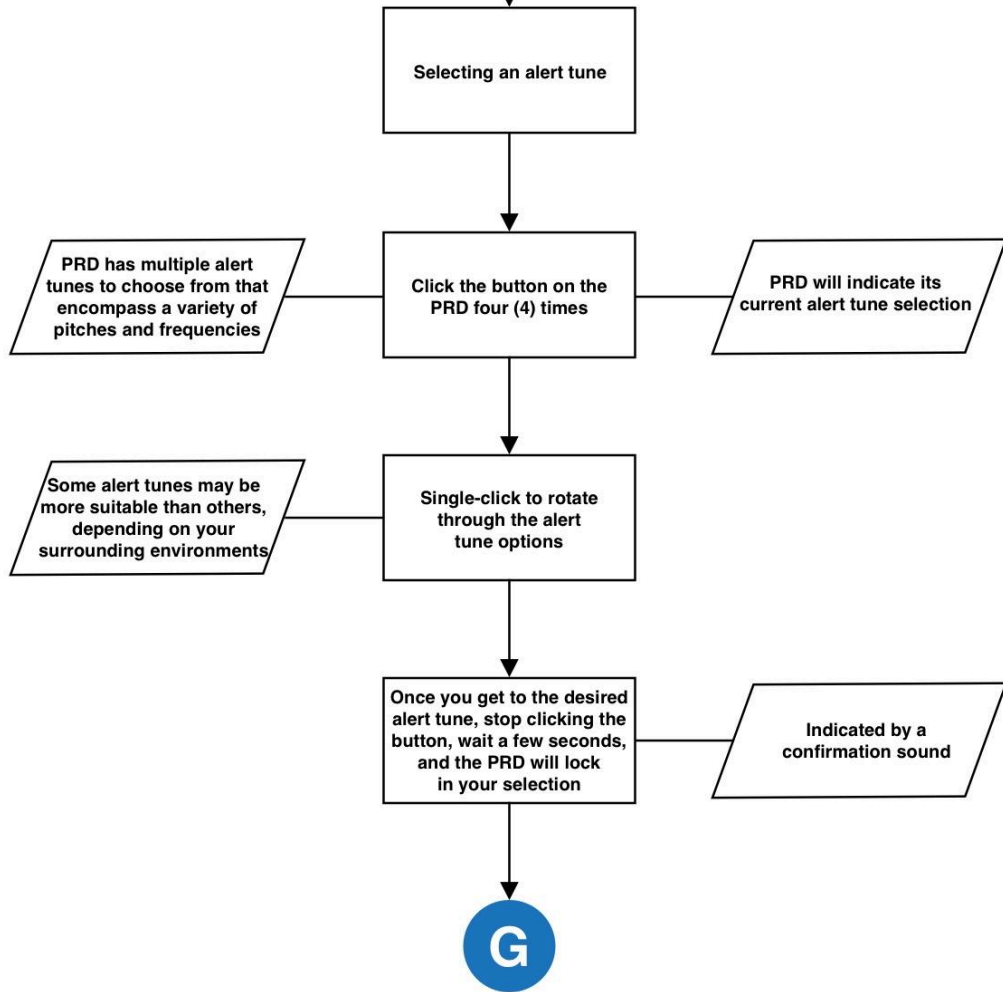 Selecting an alert tune
PRD has multiple alert
tunes to choose from that
encompass a variety of
pitches and frequencies
Click the button on the
PRD four (4) times
PRD will indicate its
current alert tune selection
Some alert tunes may be
more suitable than others,
depending on your
surrounding environments
Single-click to rotate
through the alert
tune options
Once you get to the desired
alert tune, stop clicking the
button, wait a few seconds,
and the PRD will lock
in your selection
Indicated by a
confirmation sound
G